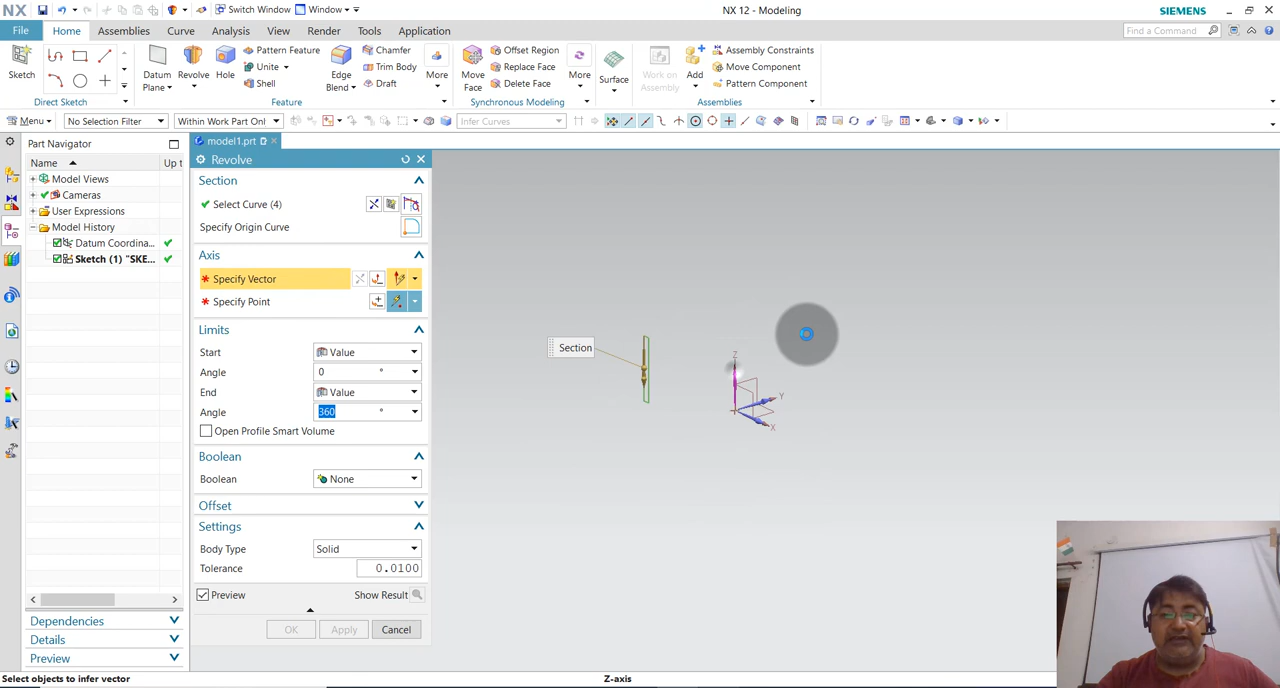 NX
Switch Window
Window
NX 12 - Modeling
SIEMENS
File
Home
Assemblies
Curve
Analysis
View
Render
Tools
Application
Find a Command
Sketch
Direct Sketch
Datum
Plane
Revolve
Hole
Pattern Feature
Unite
Shell
Edge
Blend
Chamfer
Trim Body
Draft
More
Feature
Move
Face
Offset Region
Replace Face
Delete Face
More
Synchronous Modeling
Surface
Work on
Assembly
Add
Assembly Constraints
Move Component
Pattern Component
Assemblies
Menu
No Selection Filter
Within Work Part Onl
Infer Curves
Part Navigator
Name
Up t
Model Views
Cameras
User Expressions
Model History
Datum Coordina...
Sketch (1) "SKE...
Dependencies
Details
Preview
model1.prt
Revolve
Section
Select Curve (4)
Specify Origin Curve
Axis
* Specify Vector
* Specify Point
Limits
Start
Value
Angle
0
°
End
Value
Angle
360
°
Open Profile Smart Volume
Boolean
Boolean
None
Offset
Settings
Body Type
Solid
Tolerance
0.0100
Preview
Show Result
OK
Apply
Cancel
Section
Z
Y
X
Select objects to infer vector
Z-axis